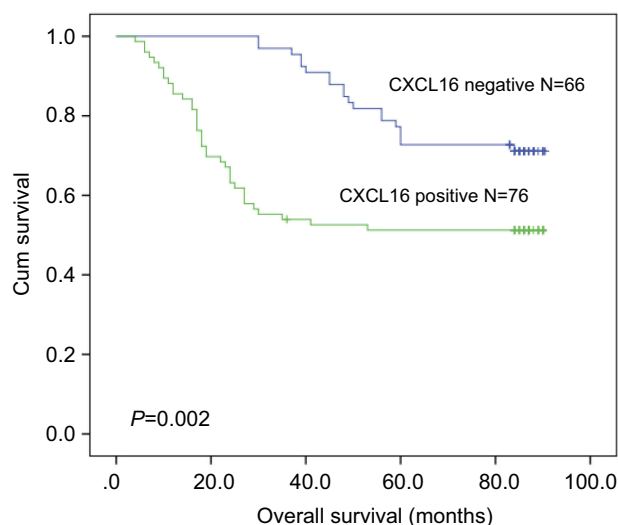 1.0
0.8
0.6
0.4
0.2
0.0
Cum survival
CXCL16 negative N=66
CXCL16 positive N=76
P=0.002
.0 20.0 40.0 60.0 80.0 100.0
Overall survival (months)